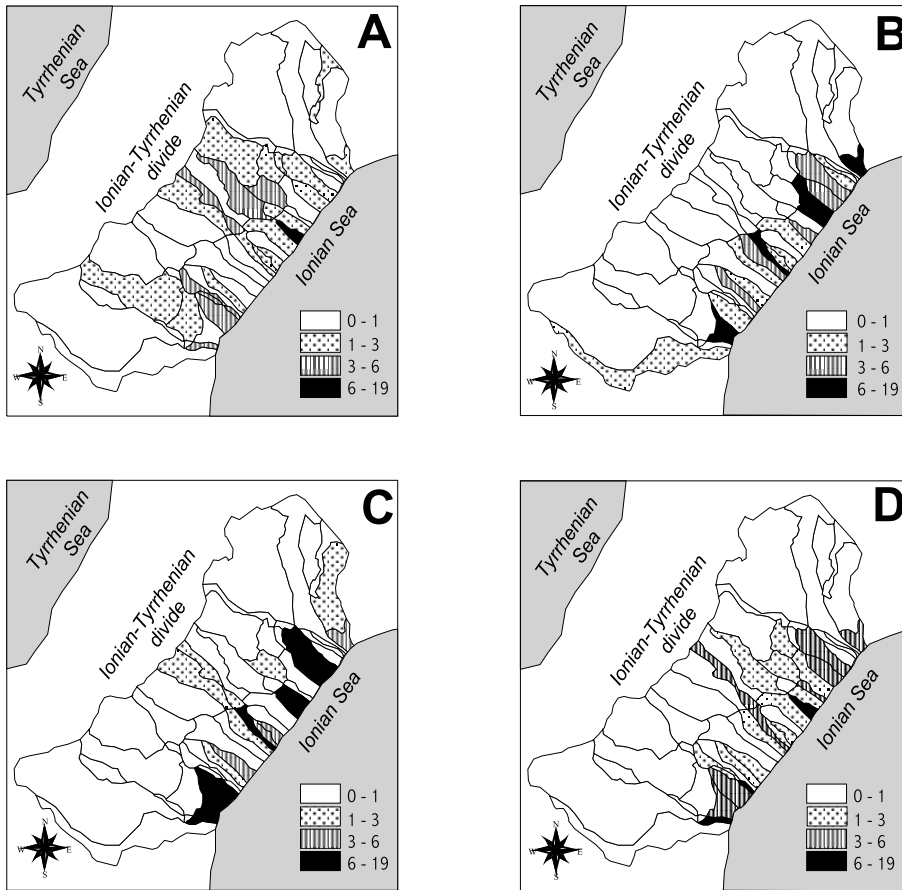 A
Tyrrhenian
Sea
Ionian-Tyrrhenian
divide
Ionian Sea
0 - 1
1 - 3
3 - 6
6 - 19
N
W
E
S
B
Tyrrhenian
Sea
Ionian-Tyrrhenian
divide
Ionian Sea
0 - 1
1 - 3
3 - 6
6 - 19
N
W
E
S
C
Tyrrhenian
Sea
Ionian-Tyrrhenian
divide
Ionian Sea
0 - 1
1 - 3
3 - 6
6 - 19
N
W
E
S
D
Tyrrhenian
Sea
Ionian-Tyrrhenian
divide
Ionian Sea
0 - 1
1 - 3
3 - 6
6 - 19
N
W
E
S